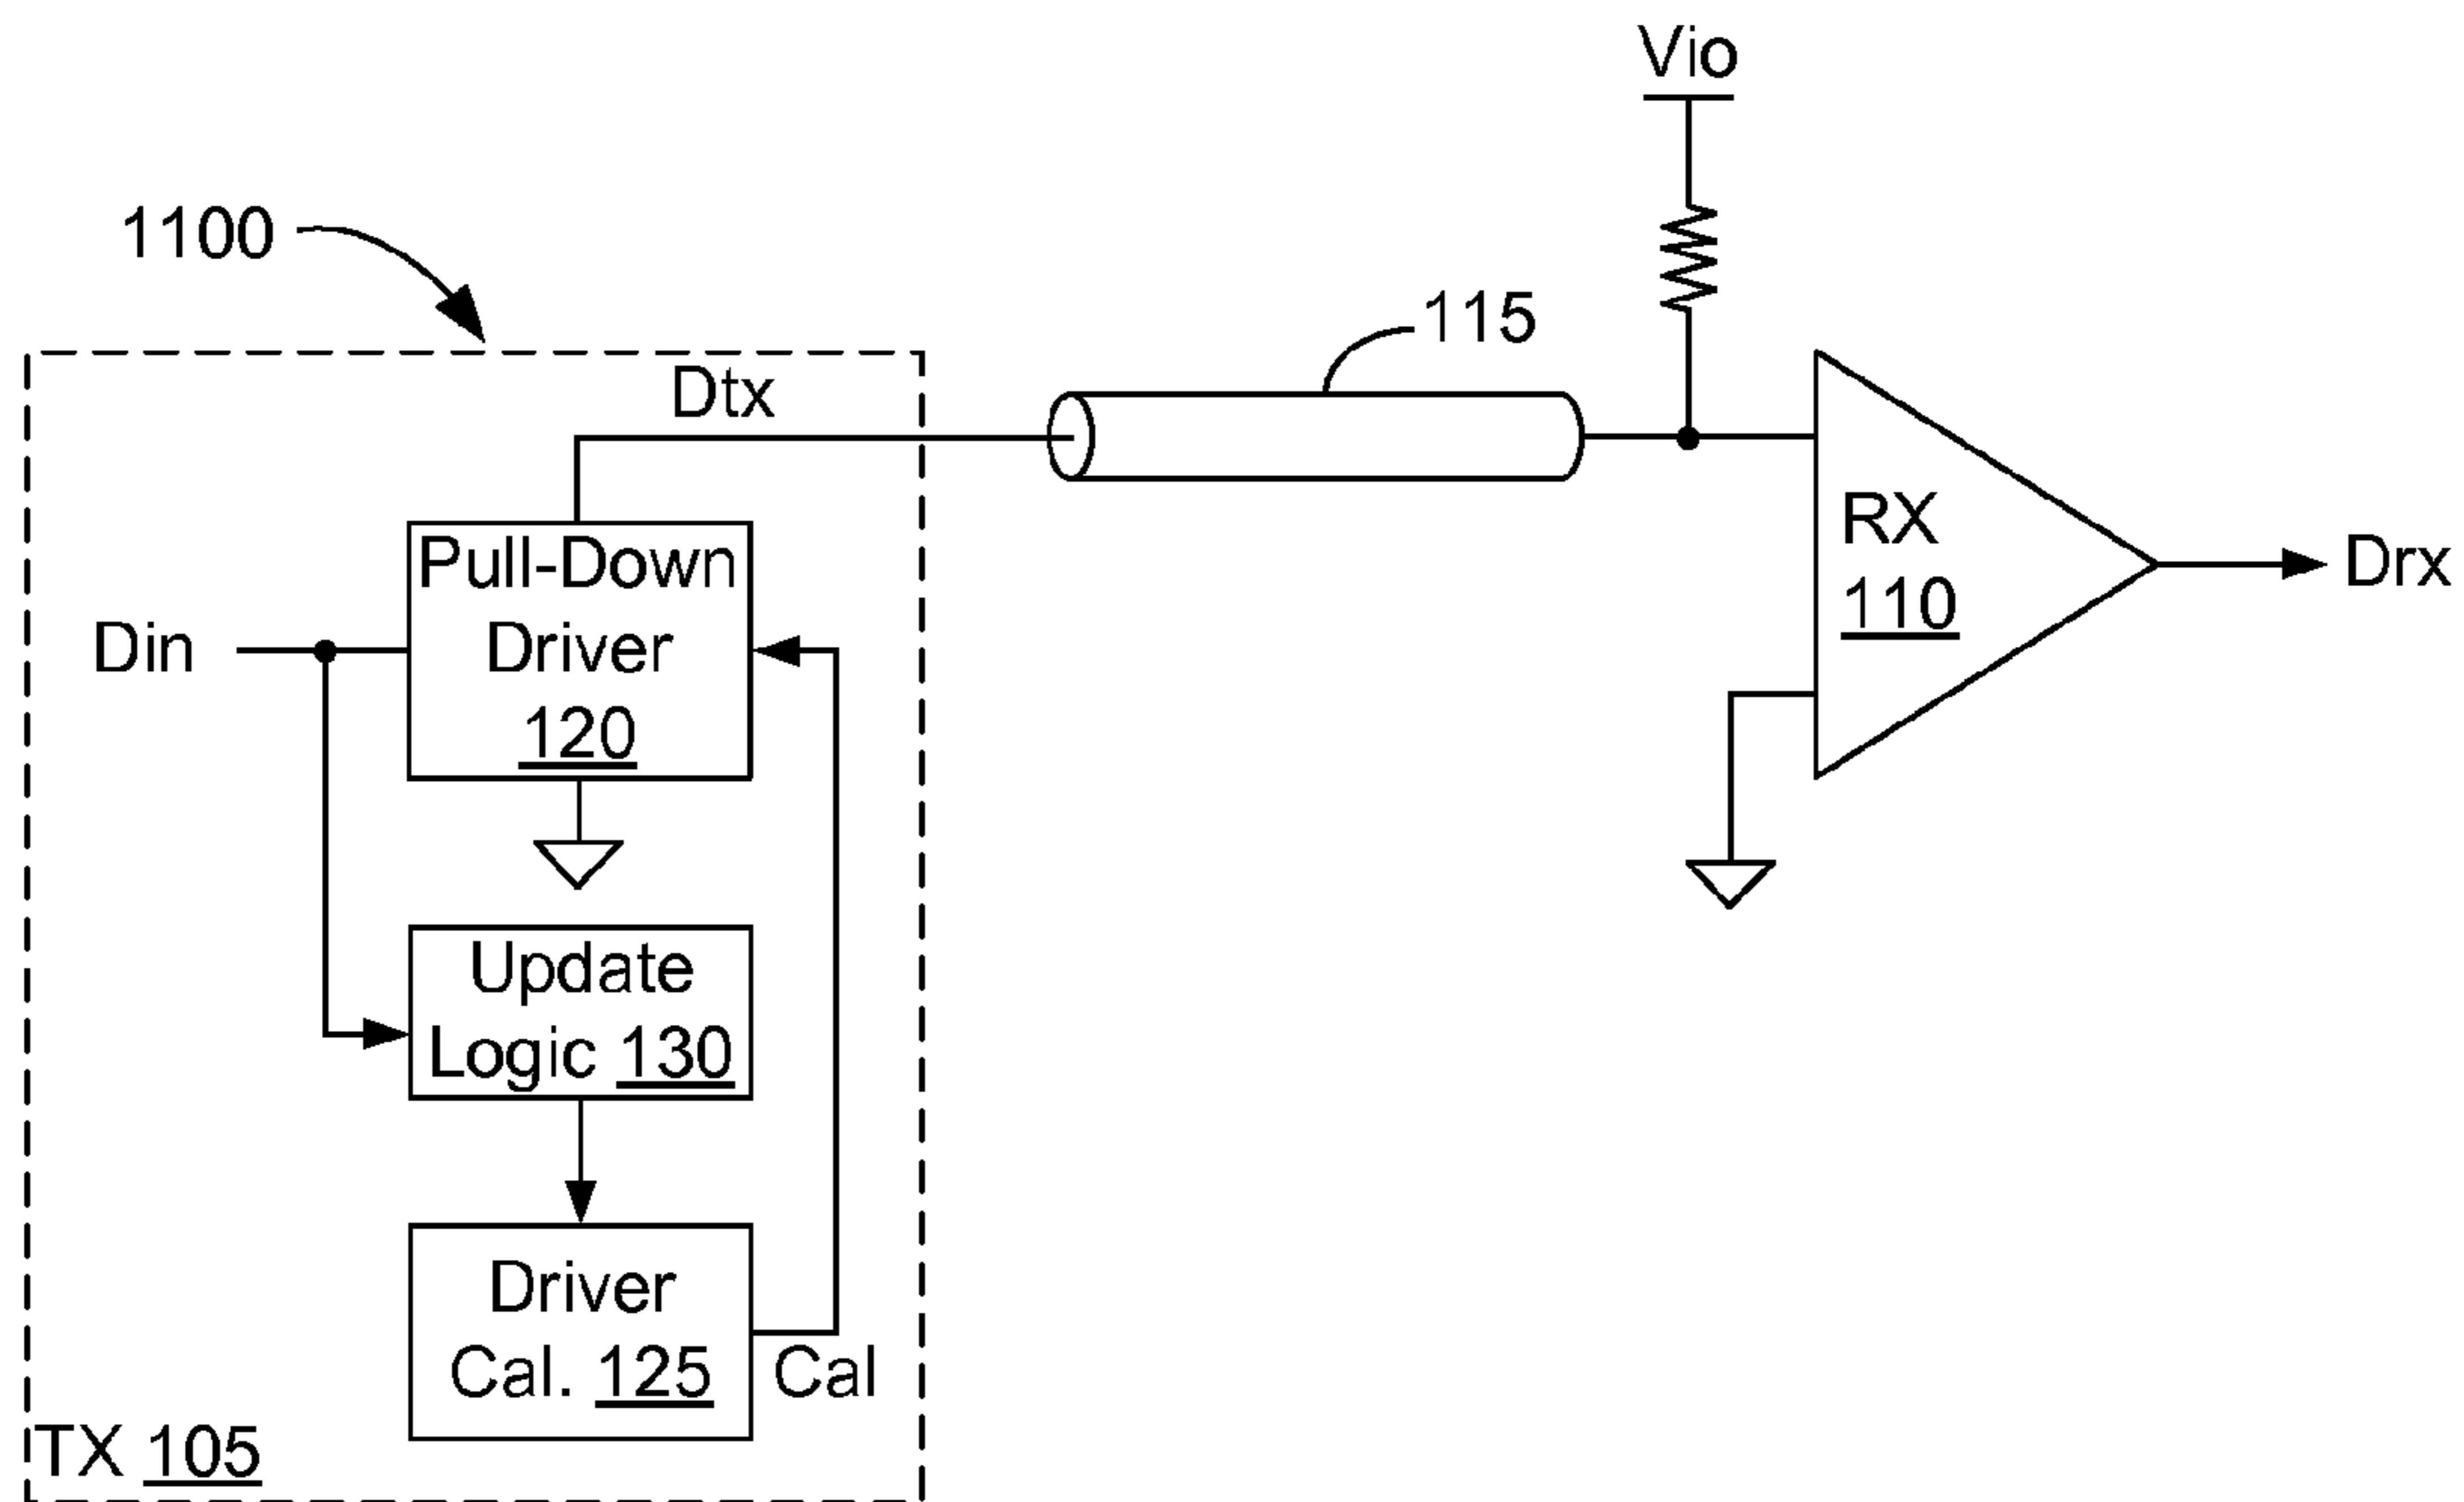 Vio
1100
115
Dtx
Pull-Down
Driver
120
Din
RX
110
Drx
Update
Logic 130
Driver
Cal. 125
Cal
TX 105